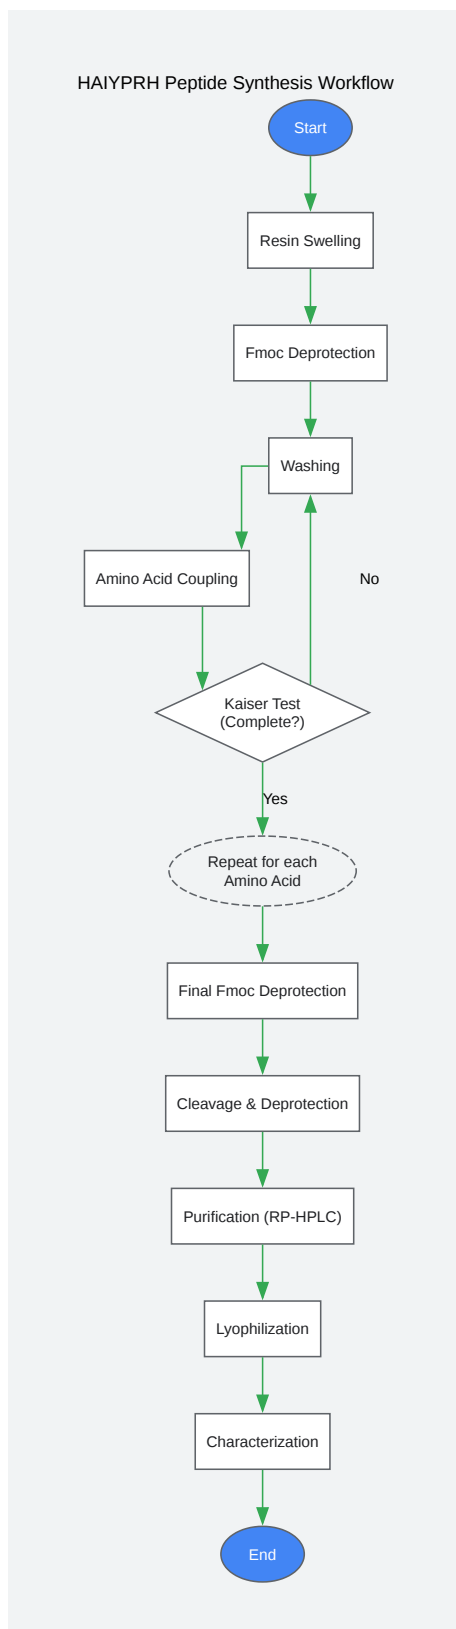 HAIYPRH Peptide Synthesis Workflow
Start
Resin Swelling
Fmoc Deprotection
Washing
Amino Acid Coupling
No
Kaiser Test
(Complete?)
Yes
Repeat for each
Amino Acid
Final Fmoc Deprotection
Cleavage & Deprotection
Purification (RP-HPLC)
Lyophilization
Characterization
End